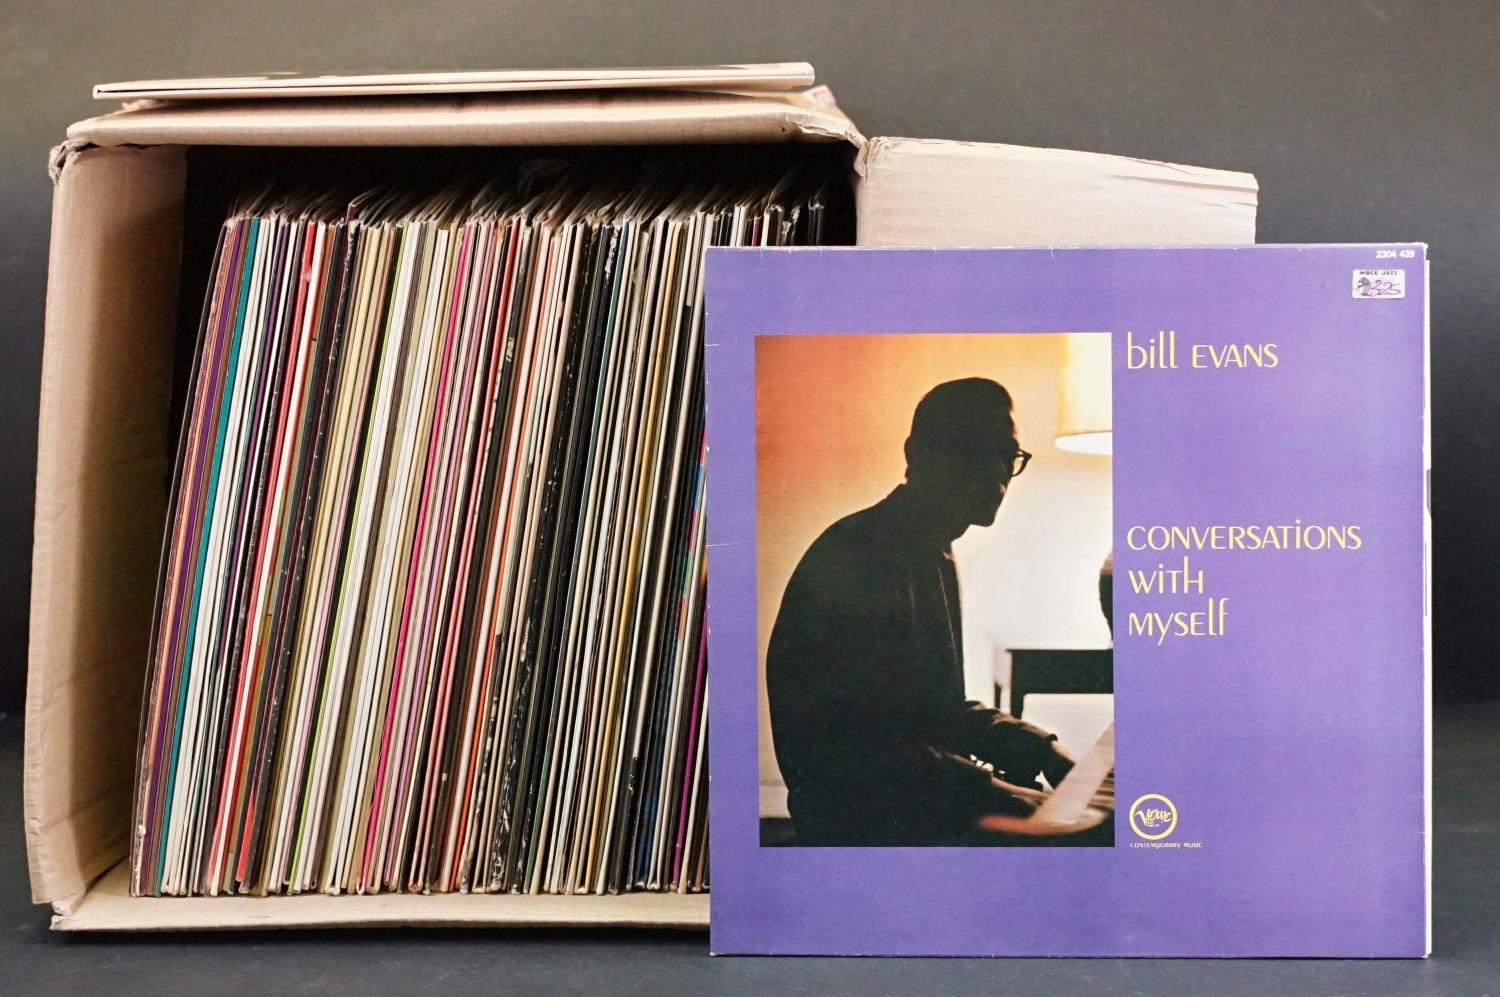 2304 439
MOLE JAZZ
bill EVANS
CONVERSATIONS
with
MYSELF
Verve
CONTEMPORARY MUSIC